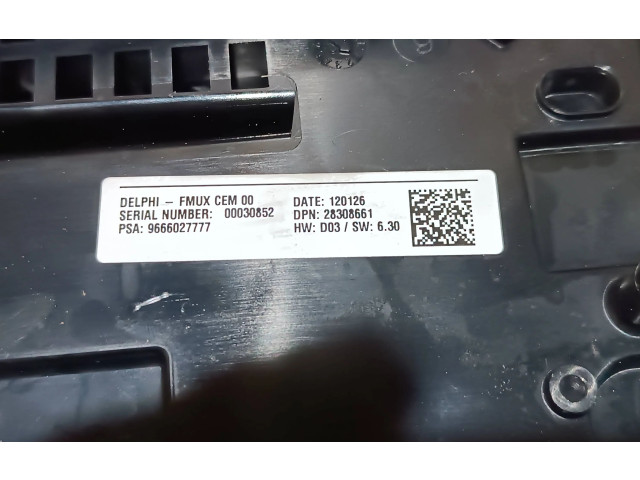 DELPHI – FMUX CEM 00
SERIAL NUMBER: 00030852
PSA: 9666027777
DATE: 120126
DPN: 28308661
HW: D03 / SW: 6.30